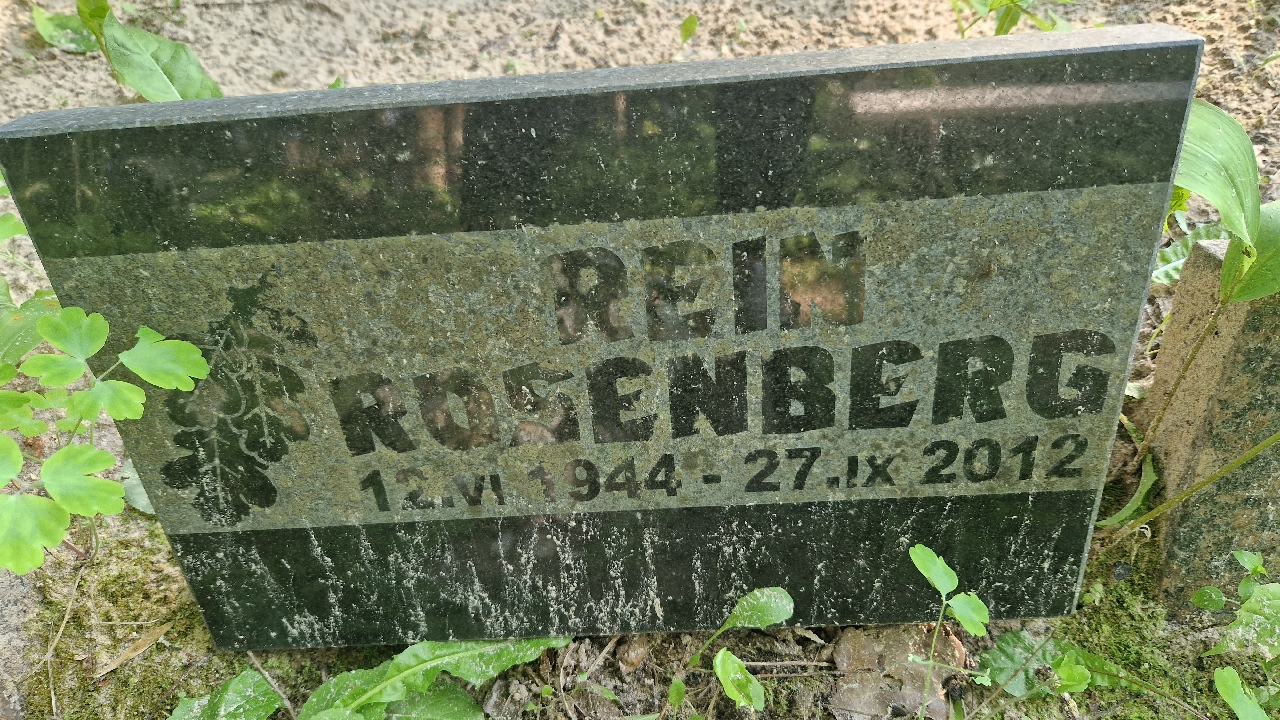 REIN
ROSENBERG
12.VI 1944 - 27.IX 2012